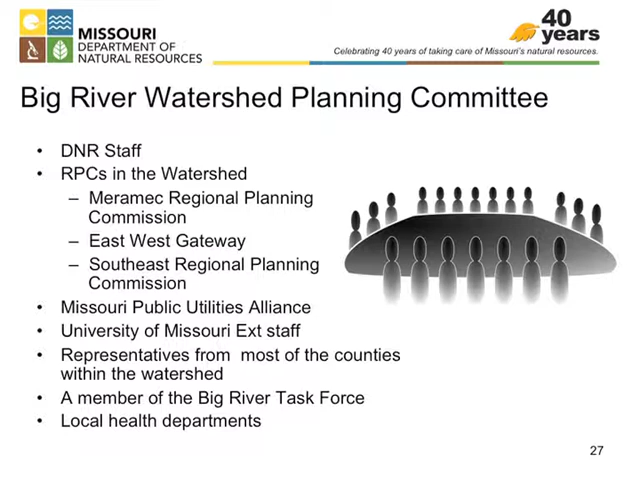 MISSOURI
DEPARTMENT OF
NATURAL RESOURCES
40
years
Celebrating 40 years of taking care of Missouri's natural resources.
Big River Watershed Planning Committee
• DNR Staff
• RPCs in the Watershed
– Meramec Regional Planning
Commission
– East West Gateway
– Southeast Regional Planning
Commission
• Missouri Public Utilities Alliance
• University of Missouri Ext staff
• Representatives from  most of the counties
within the watershed
• A member of the Big River Task Force
• Local health departments
27